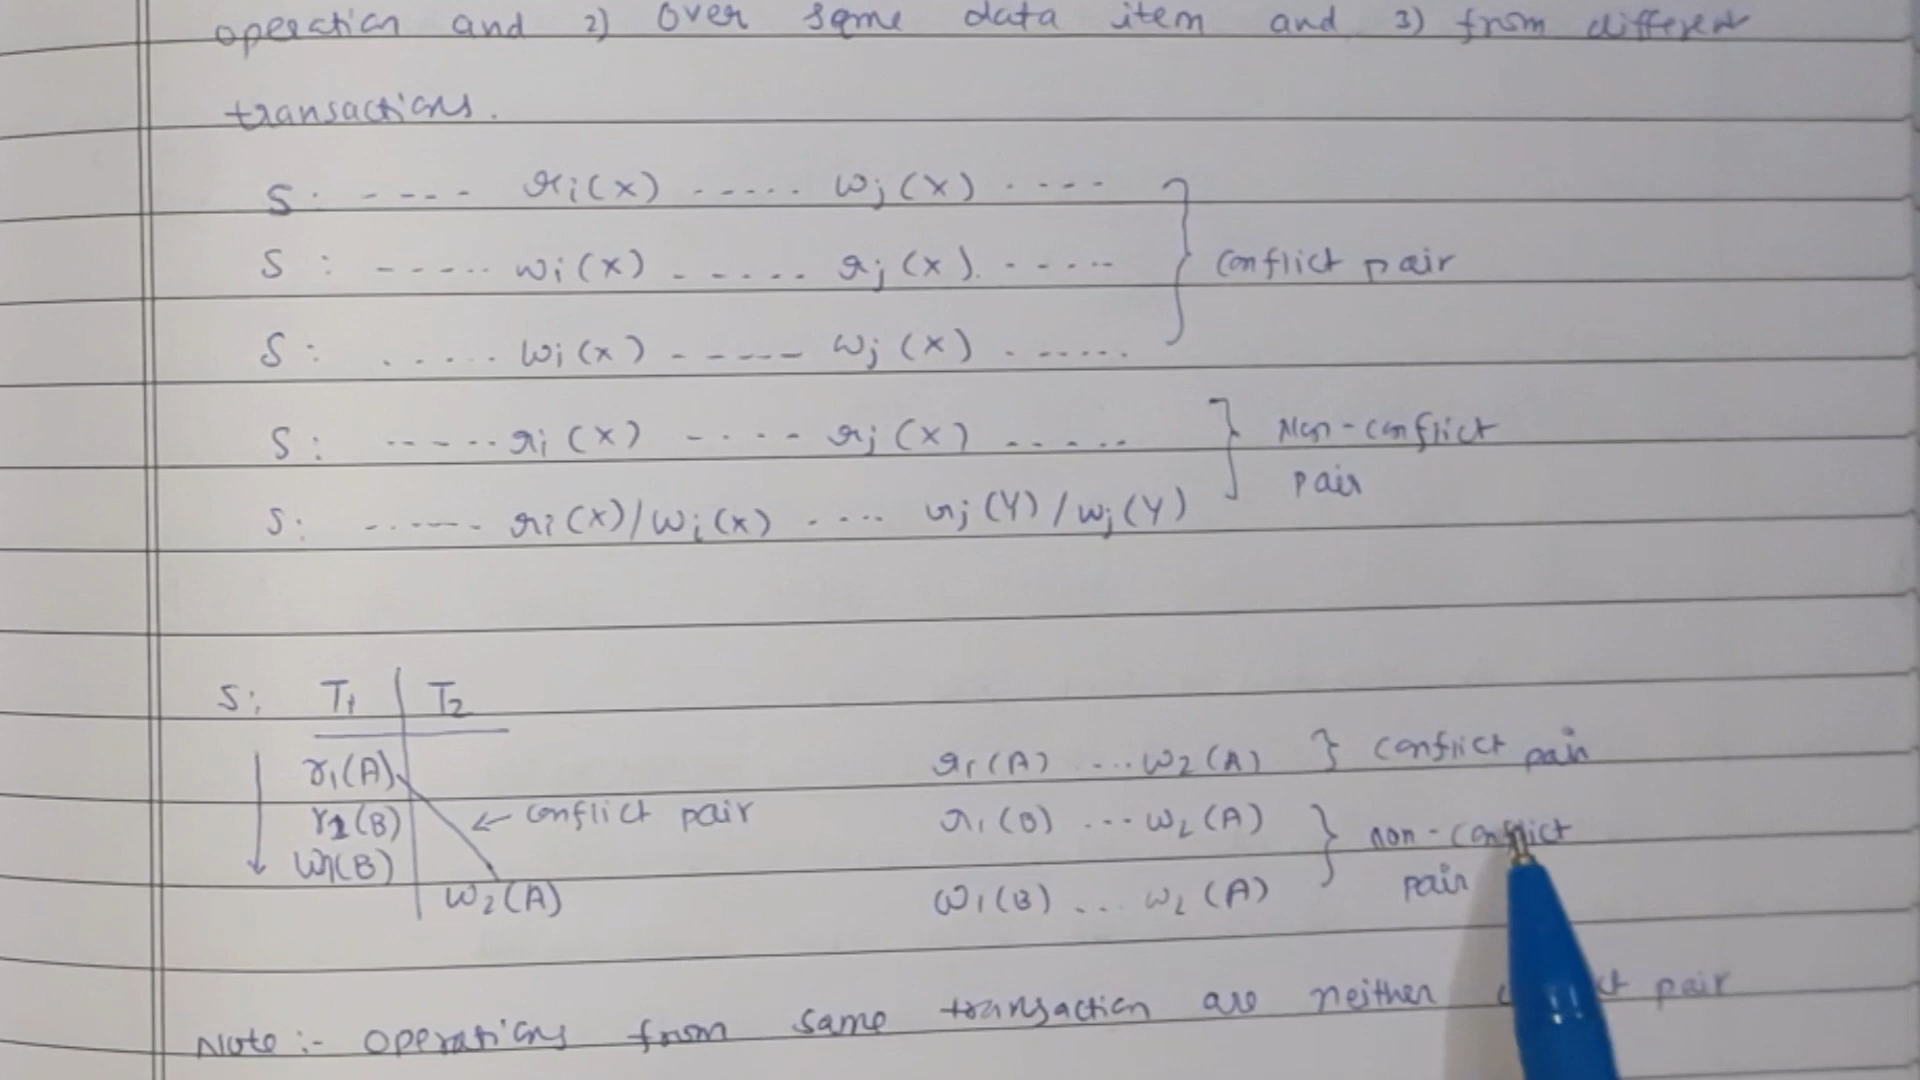 operation and 2) over same data item and 3) from different
transactions.
S: ---- ri(X) ..... wj(X) ....
S : ----- wi(X) ----- rj(X) -----
S: ..... wi(X) ----- wj(X) ......
conflict pair
S: ----- ri(X) ---- rj(X) .....
S: ------ ri(X)/wi(X) .... rj(Y)/wj(Y)
Non-conflict
pair
S: T1 T2
r1(A)
r1(B)
W1(B)
w2(A)
← conflict pair
r1(A) ...w2(A) } conflict pair
r1(B) ...w2(A)
W1(B) ... w2(A)
non-conflict
pair
Note :- operations from same transaction are neither pair